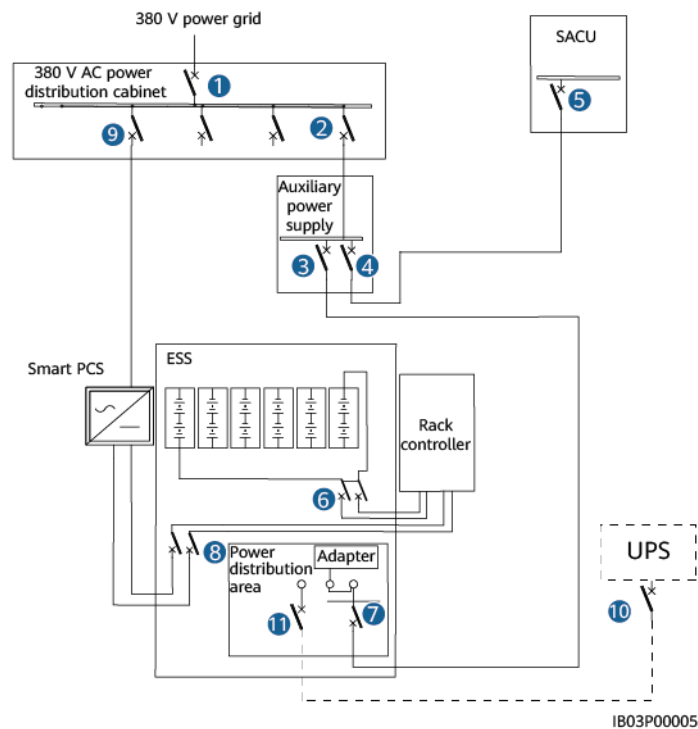 380 V power grid
SACU
380 V AC power
distribution cabinet
1
5
9
2
Auxiliary
power
supply
3
4
ESS
Smart PCS
Rack
controller
6
8
Power
distribution
area
Adapter
UPS
7
11
10
IB03P00005